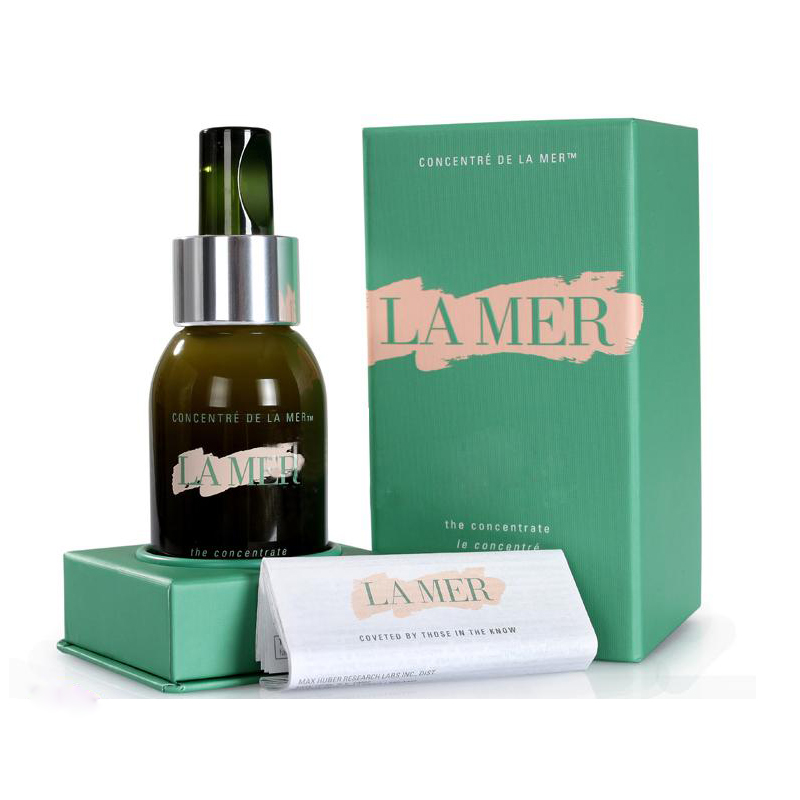 CONCENTRÉ DE LA MER™
LA MER
the concentrate
le concentré
CONCENTRÉ DE LA MER™
LA MER
the concentrate
LA MER
COVETED BY THOSE IN THE KNOW
MAX HUBER RESEARCH LABS INC., DIST.